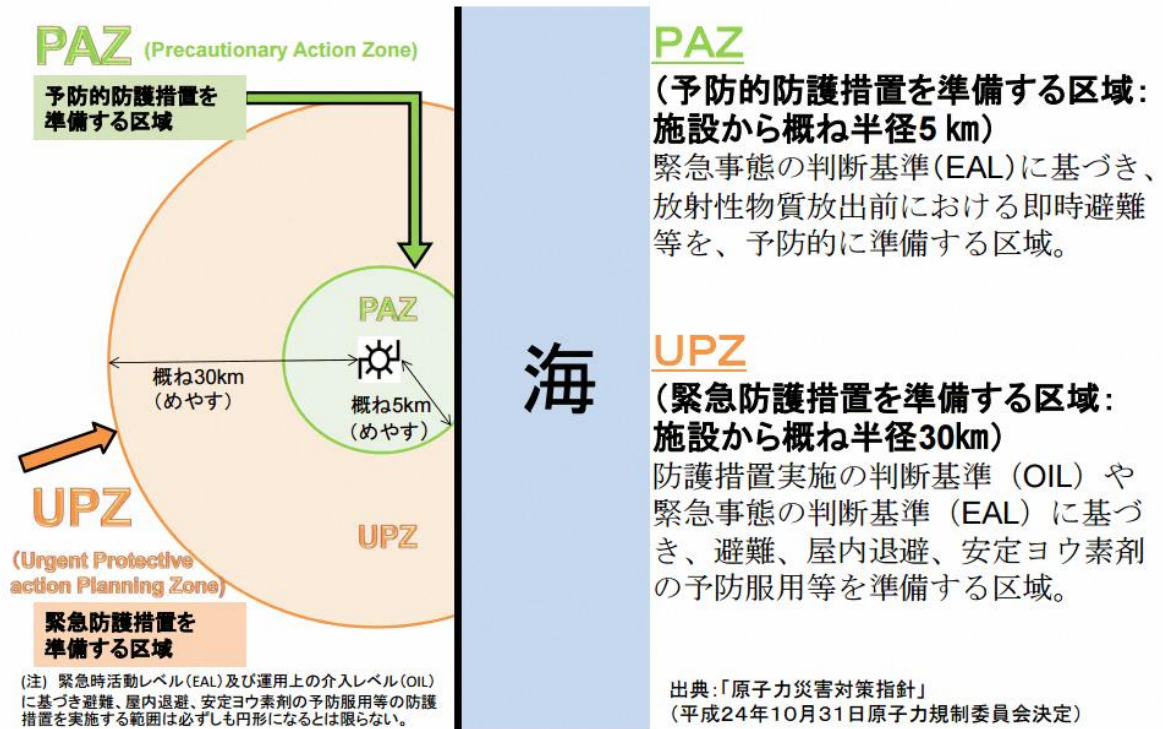 PAZ (Precautionary Action Zone)
予防的防護措置を
準備する区域
PAZ
概ね30km
(めやす)
概ね5km
(めやす)
UPZ
(Urgent Protective
action Planning Zone)
UPZ
緊急防護措置を
準備する区域
(注) 緊急時活動レベル(EAL)及び運用上の介入レベル(OIL)
に基づき避難、屋内退避、安定ヨウ素剤の予防服用等の防護
措置を実施する範囲は必ずしも円形になるとは限らない。
海
PAZ
(予防的防護措置を準備する区域:
施設から概ね半径5 ㎞)
緊急事態の判断基準(EAL)に基づき、
放射性物質放出前における即時避難
等を、予防的に準備する区域。
UPZ
(緊急防護措置を準備する区域:
施設から概ね半径30㎞)
防護措置実施の判断基準（OIL）や
緊急事態の判断基準（EAL）に基づ
き、避難、屋内退避、安定ヨウ素剤
の予防服用等を準備する区域。
出典:「原子力災害対策指針」
(平成24年10月31日原子力規制委員会決定)